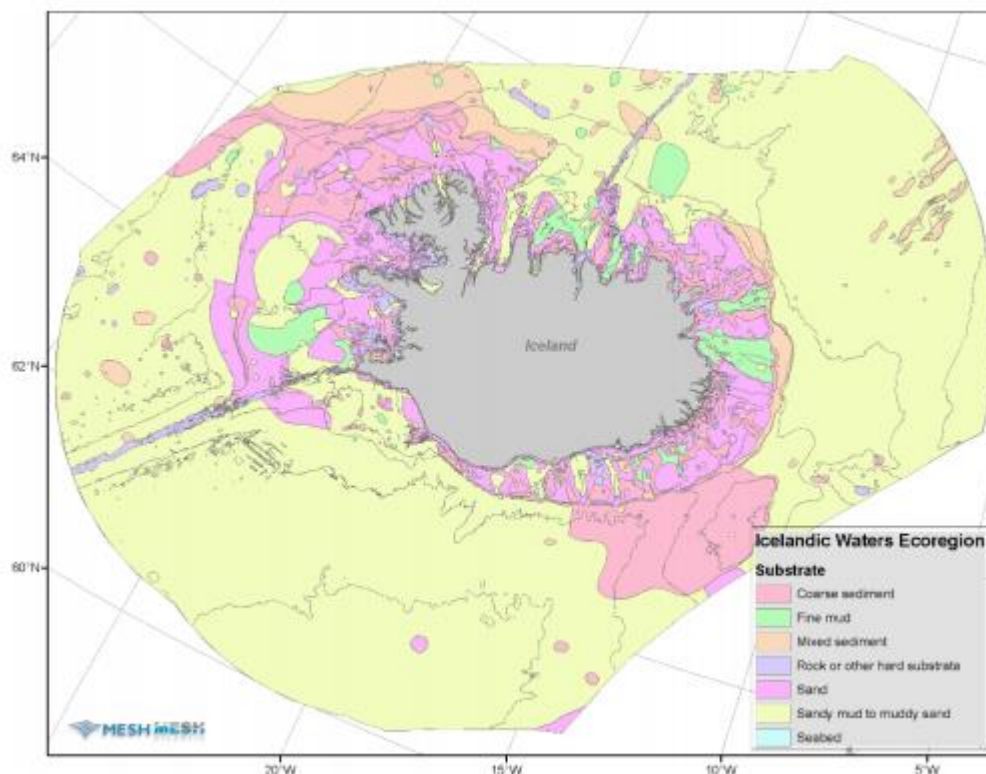 64°N
62°N
60°N
Iceland
Icelandic Waters Ecoregion
Substrate
Coarse sediment
Fine mud
Mixed sediment
Rock or other hard substrata
Sand
Sandy mud to muddy sand
Seabed
MESH
20°W
15°W
10°W
5°W